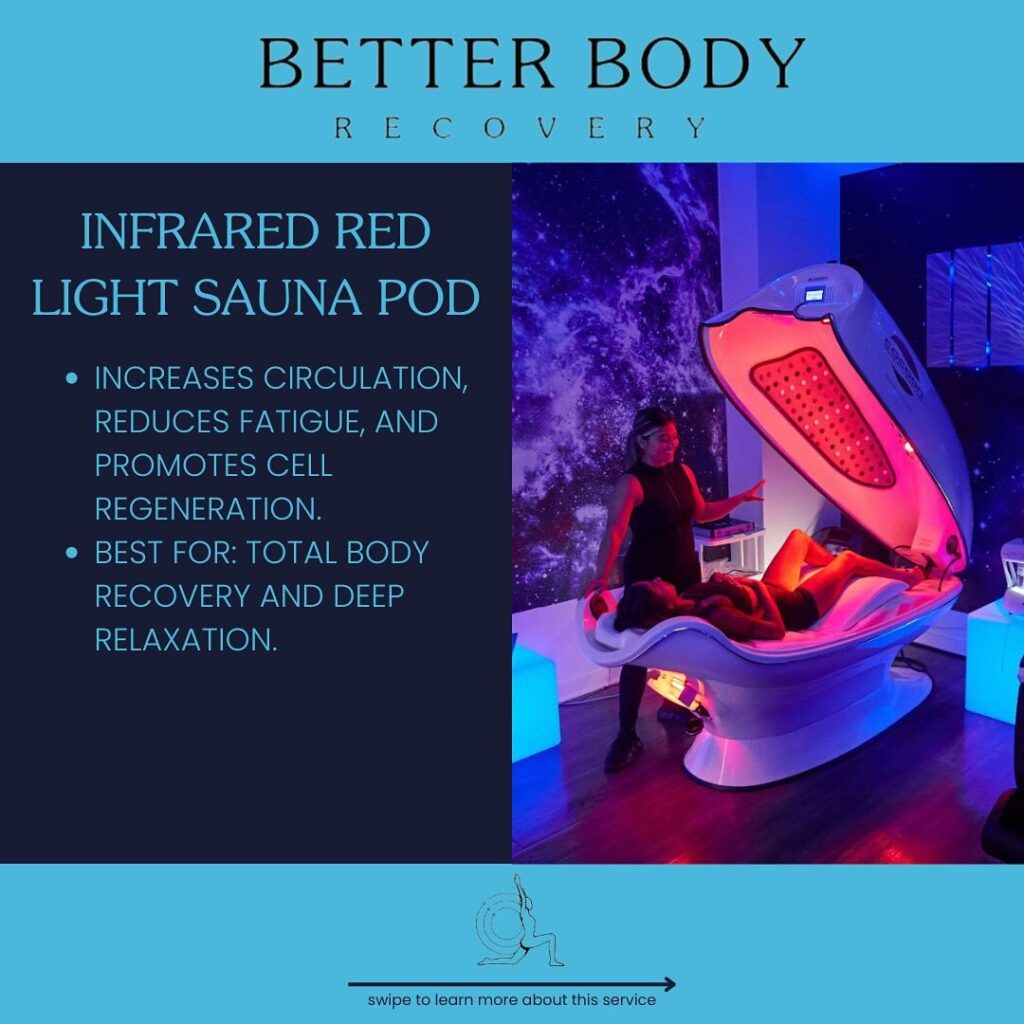 BETTER BODY
RECOVERY
INFRARED RED
LIGHT SAUNA POD
• INCREASES CIRCULATION,
REDUCES FATIGUE, AND
PROMOTES CELL
REGENERATION.
• BEST FOR: TOTAL BODY
RECOVERY AND DEEP
RELAXATION.
swipe to learn more about this service